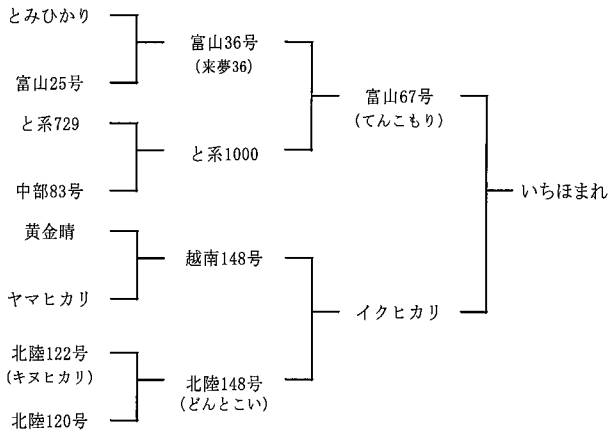 とみひかり
富山25号
と系729
中部83号
黄金晴
ヤマヒカリ
北陸122号
(キヌヒカリ)
北陸120号
富山36号
(来夢36)
と系1000
越南148号
北陸148号
(どんとこい)
富山67号
(てんこもり)
イクヒカリ
いちほまれ